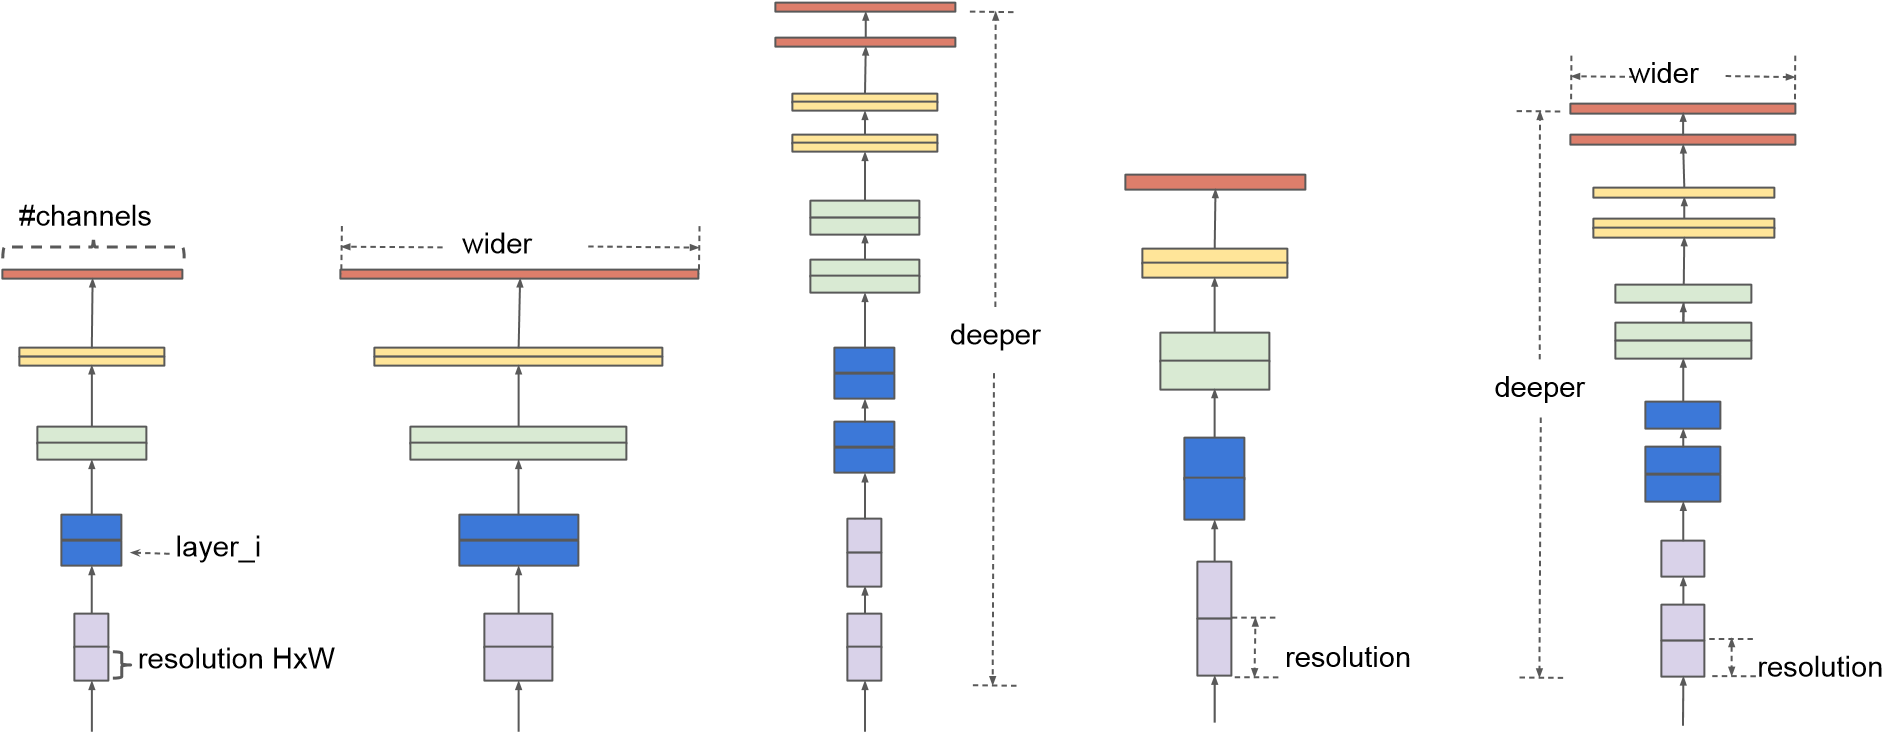 #channels
layer_i
resolution HxW
wider
deeper
resolution
wider
deeper
resolution